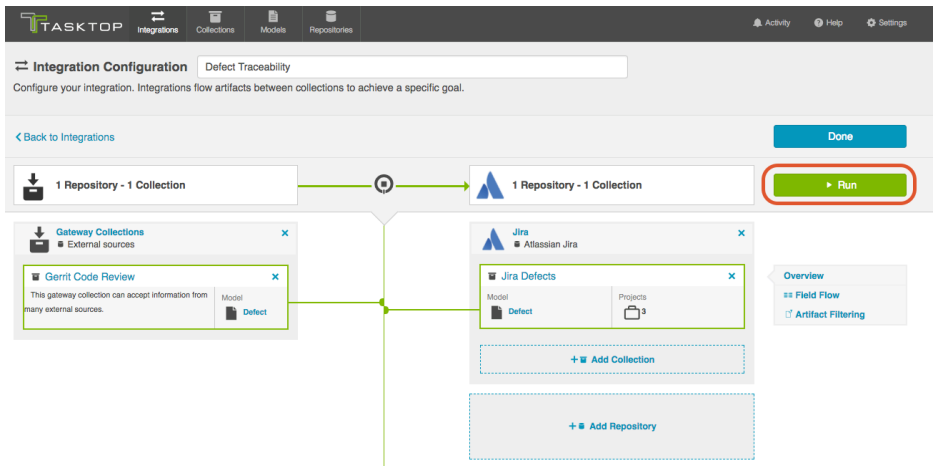 TASKTOP
Integrations
Collections
Models
Repositories
Activity
Help
Settings
Integration Configuration
Defect Traceability
Configure your integration. Integrations flow artifacts between collections to achieve a specific goal.
Back to Integrations
Done
1 Repository - 1 Collection
1 Repository - 1 Collection
Run
Gateway Collections
External sources
Gerrit Code Review
This gateway collection can accept information from
many external sources.
Model
Defect
Jira
Atlassian Jira
Jira Defects
Model
Defect
Projects
3
Add Collection
Add Repository
Overview
Field Flow
Artifact Filtering